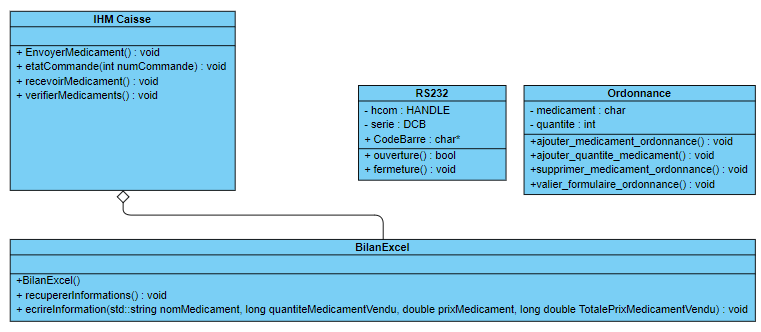 IHM Caisse
+ EnvoyerMedicament() : void
+ etatCommande(int numCommande) : void
+ recevoirMedicament() : void
+ verifierMedicaments() : void
RS232
- hcom : HANDLE
- serie : DCB
+ CodeBarre : char*
+ ouverture() : bool
+ fermeture() : void
Ordonnance
- medicament : char
- quantite : int
+ajouter_medicament_ordonnance() : void
+ajouter_quantite_medicament() : void
+supprimer_medicament_ordonnance() : void
+valier_formulaire_ordonnance() : void
BilanExcel
+BilanExcel()
+ recupererInformations() : void
+ ecrireInformation(std::string nomMedicament, long quantiteMedicamentVendu, double prixMedicament, long double TotalePrixMedicamentVendu) : void